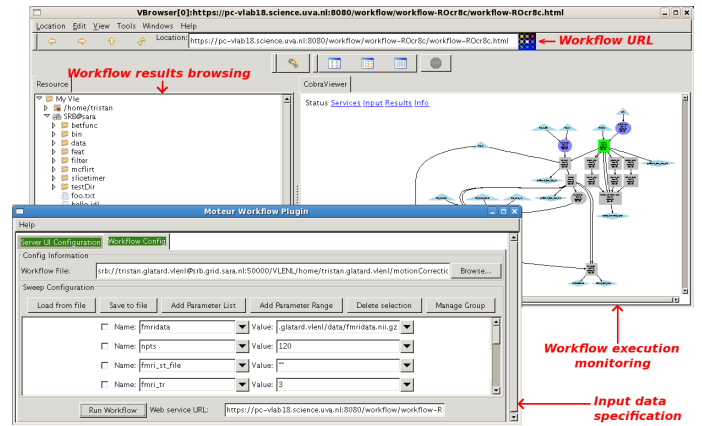 VBrowser[0]:https://pc-vlab18.science.uva.nl:8080/workflow/workflow-ROcr8c/workflow-ROcr8c.html
Location Edit View Tools Windows Help
Location: https://pc-vlab18.science.uva.nl:8080/workflow/workflow-ROcr8c/workflow-ROcr8c.html
Workflow URL
Workflow results browsing
Resource
CobraViewer
My Vle
/home/tristan
SRB@sara
betfunc
bin
data
feat
filter
mcflirt
slicetimer
testDir
foo.txt
hello.jdl
Status Services Input Results Info
Moteur Workflow Plugin
Help
Server UI Configuration Workflow Config
Config Information
Workflow File: srb://tristan.glatard.vlenl@srb.grid.sara.nl:50000/VLENL/home/tristan.glatard.vlenl/motionCorrectic Browse...
Sweep Configuration
Load from file Save to file Add Parameter List Add Parameter Range Delete selection Manage Group
Name: fmridata Value: .glatard.vlenl/data/fmridata.nii.gz
Name: npts Value: 120
Name: fmri_st_file Value: ""
Name: fmri_tr Value: 3
Run Workflow Web service URL: https://pc-vlab18.science.uva.nl:8080/workflow/workflow-R
Workflow execution
monitoring
Input data
specification